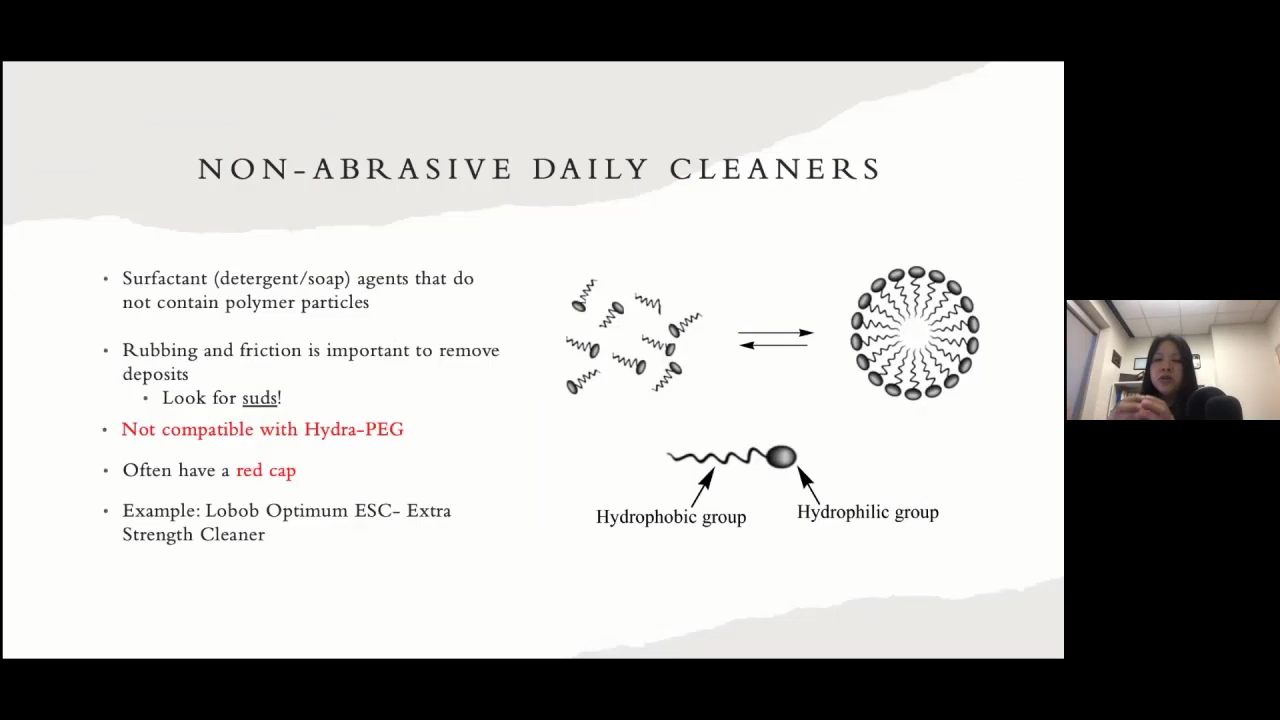 NON-ABRASIVE DAILY CLEANERS
• Surfactant (detergent/soap) agents that do
not contain polymer particles
• Rubbing and friction is important to remove
deposits
• Look for suds!
• Not compatible with Hydra-PEG
• Often have a red cap
• Example: Lobob Optimum ESC- Extra
Strength Cleaner
Hydrophobic group
Hydrophilic group